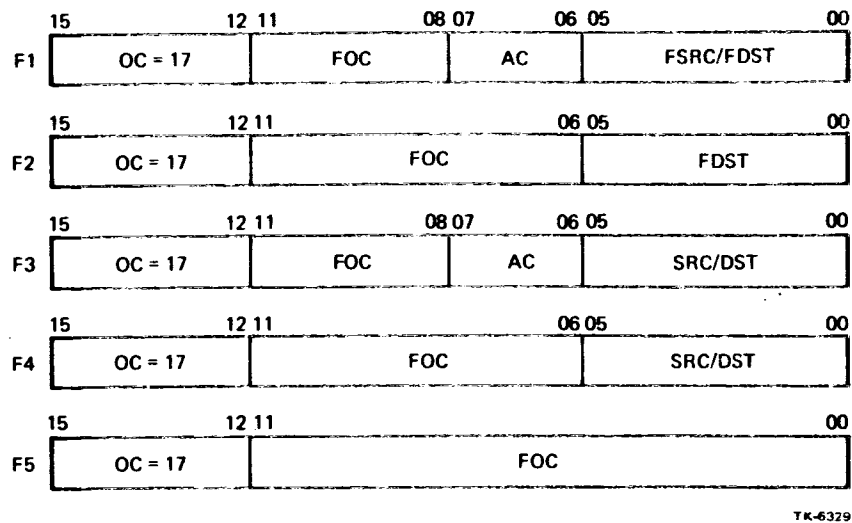 15 12 11 08 07 06 05 00
F1 OC = 17 FOC AC FSRC/FDST
15 12 11 06 05 00
F2 OC = 17 FOC FDST
15 12 11 08 07 06 05 00
F3 OC = 17 FOC AC SRC/DST
15 12 11 06 05 00
F4 OC = 17 FOC SRC/DST
15 12 11 00
F5 OC = 17 FOC
TK-6329